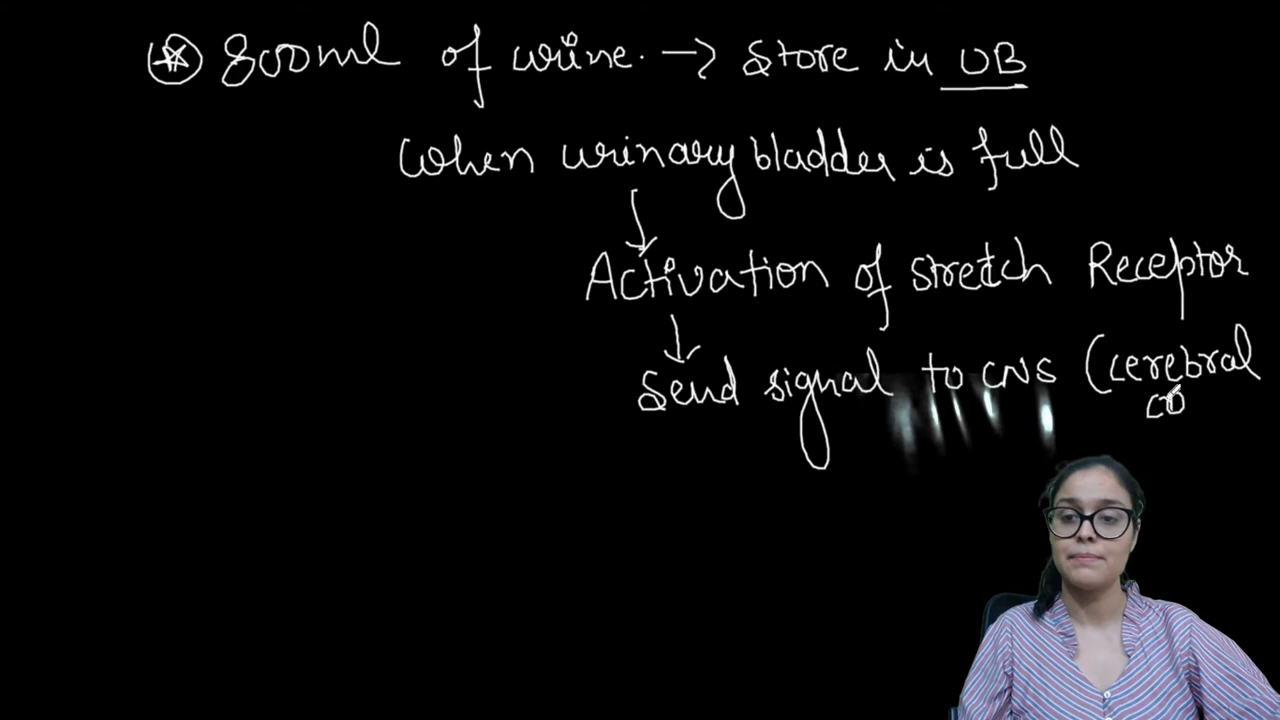 800ml of urine. → Store in UB
When urinary bladder is full
↓
Activation of stretch Receptor
↓
Send signal to CNS (cerebral
co